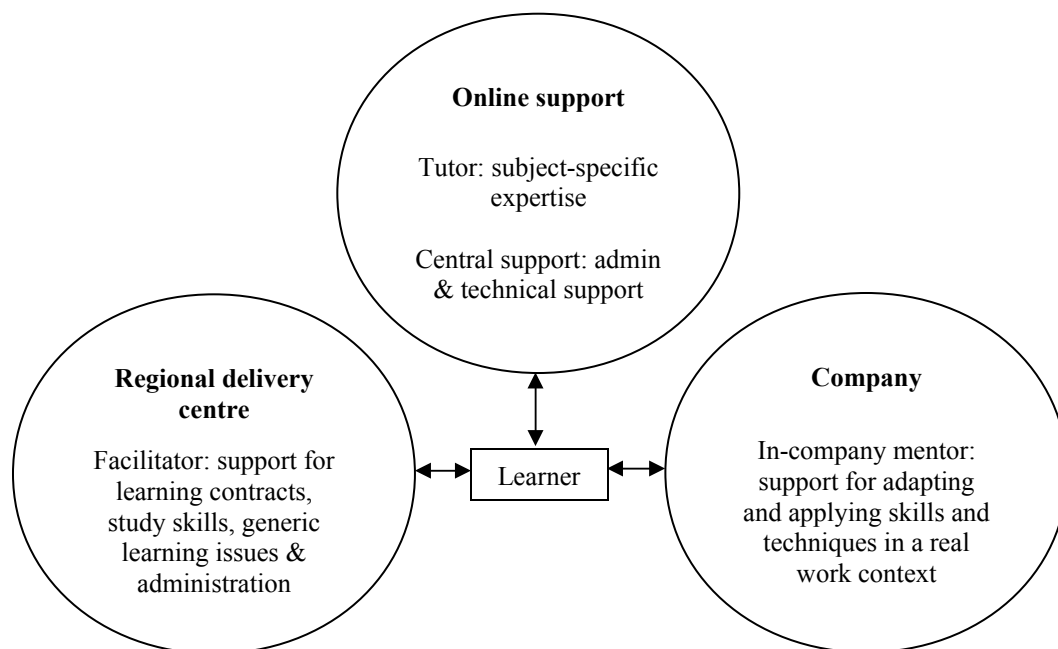 Online support
Tutor: subject-specific
expertise
Central support: admin
& technical support
Regional delivery
centre
Facilitator: support for
learning contracts,
study skills, generic
learning issues &
administration
Learner
Company
In-company mentor:
support for adapting
and applying skills and
techniques in a real
work context